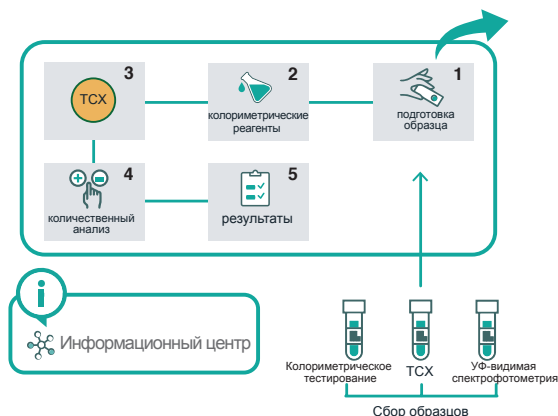 3
ТСХ
2
колориметрические
реагенты
1
подготовка
образца
4
количественный
анализ
5
результаты
i
Информационный центр
Колориметрическое
тестирование
ТСХ
УФ-видимая
спектрофотометрия
Сбор образцов